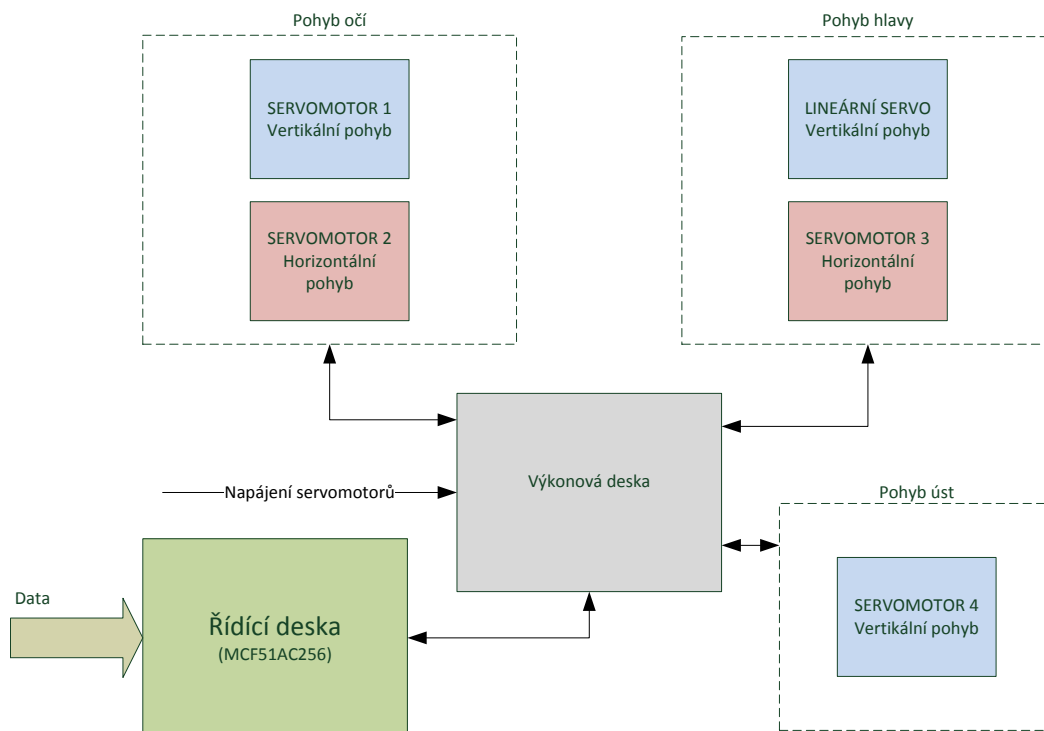 Pohyb očí
SERVOMOTOR 1
Vertikální pohyb
SERVOMOTOR 2
Horizontální
pohyb
Pohyb hlavy
LINEÁRNÍ SERVO
Vertikální pohyb
SERVOMOTOR 3
Horizontální
pohyb
Výkonová deska
Napájení servomotorů
Pohyb úst
SERVOMOTOR 4
Vertikální pohyb
Data
Řídící deska
(MCF51AC256)